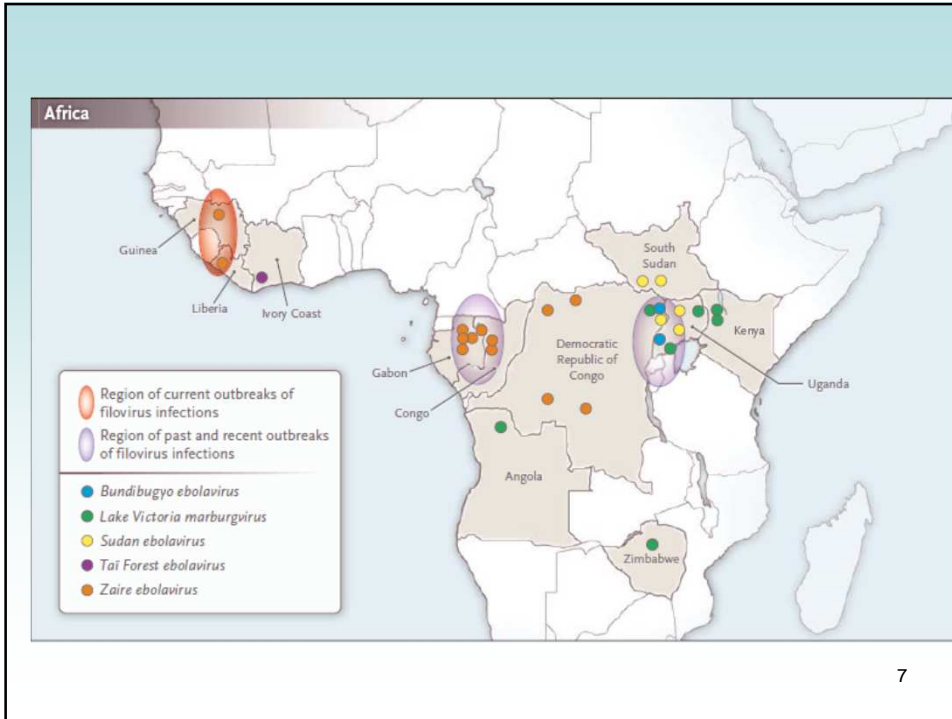 Africa
Guinea
Liberia
Ivory Coast
South
Sudan
Kenya
Uganda
Democratic
Republic of
Congo
Gabon
Congo
Angola
Zimbabwe
Region of current outbreaks of
filovirus infections
Region of past and recent outbreaks
of filovirus infections
Bundibugyo ebolavirus
Lake Victoria marburgvirus
Sudan ebolavirus
Taï Forest ebolavirus
Zaire ebolavirus
7